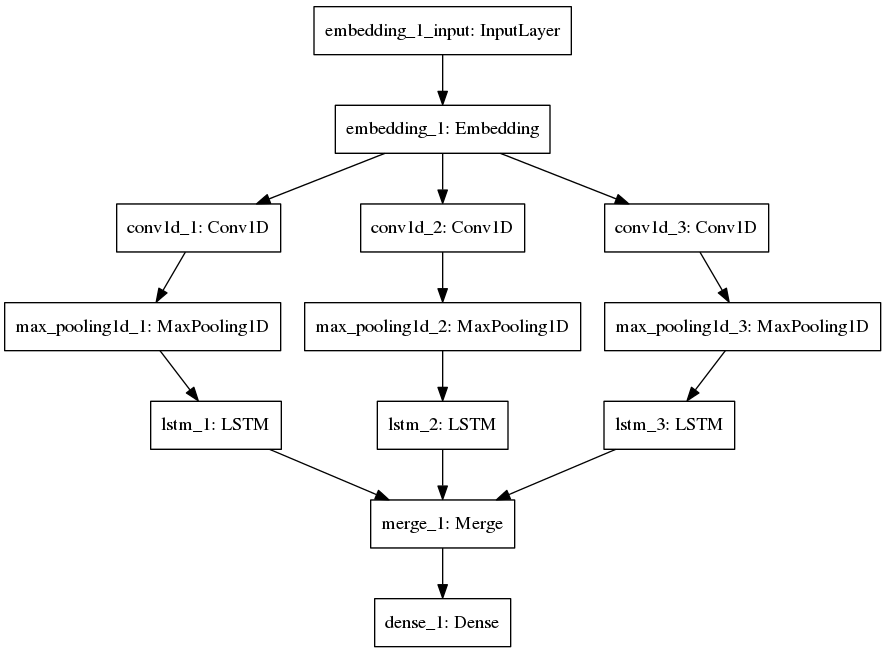 embedding_1_input: InputLayer
embedding_1: Embedding
conv1d_1: Conv1D
conv1d_2: Conv1D
conv1d_3: Conv1D
max_pooling1d_1: MaxPooling1D
max_pooling1d_2: MaxPooling1D
max_pooling1d_3: MaxPooling1D
lstm_1: LSTM
lstm_2: LSTM
lstm_3: LSTM
merge_1: Merge
dense_1: Dense